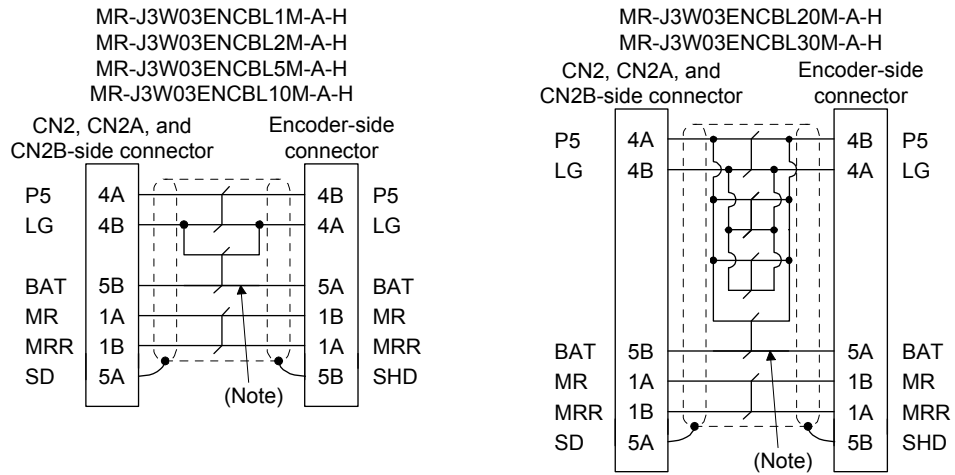 MR-J3W03ENCBL1M-A-H
MR-J3W03ENCBL2M-A-H
MR-J3W03ENCBL5M-A-H
MR-J3W03ENCBL10M-A-H
CN2, CN2A, and
CN2B-side connector
Encoder-side
connector
P5 4A 4B P5
LG 4B 4A LG
BAT 5B 5A BAT
MR 1A 1B MR
MRR 1B 1A MRR
SD 5A 5B SHD
(Note)
MR-J3W03ENCBL20M-A-H
MR-J3W03ENCBL30M-A-H
CN2, CN2A, and
CN2B-side connector
Encoder-side
connector
P5 4A 4B P5
LG 4B 4A LG
BAT 5B 5A BAT
MR 1A 1B MR
MRR 1B 1A MRR
SD 5A 5B SHD
(Note)